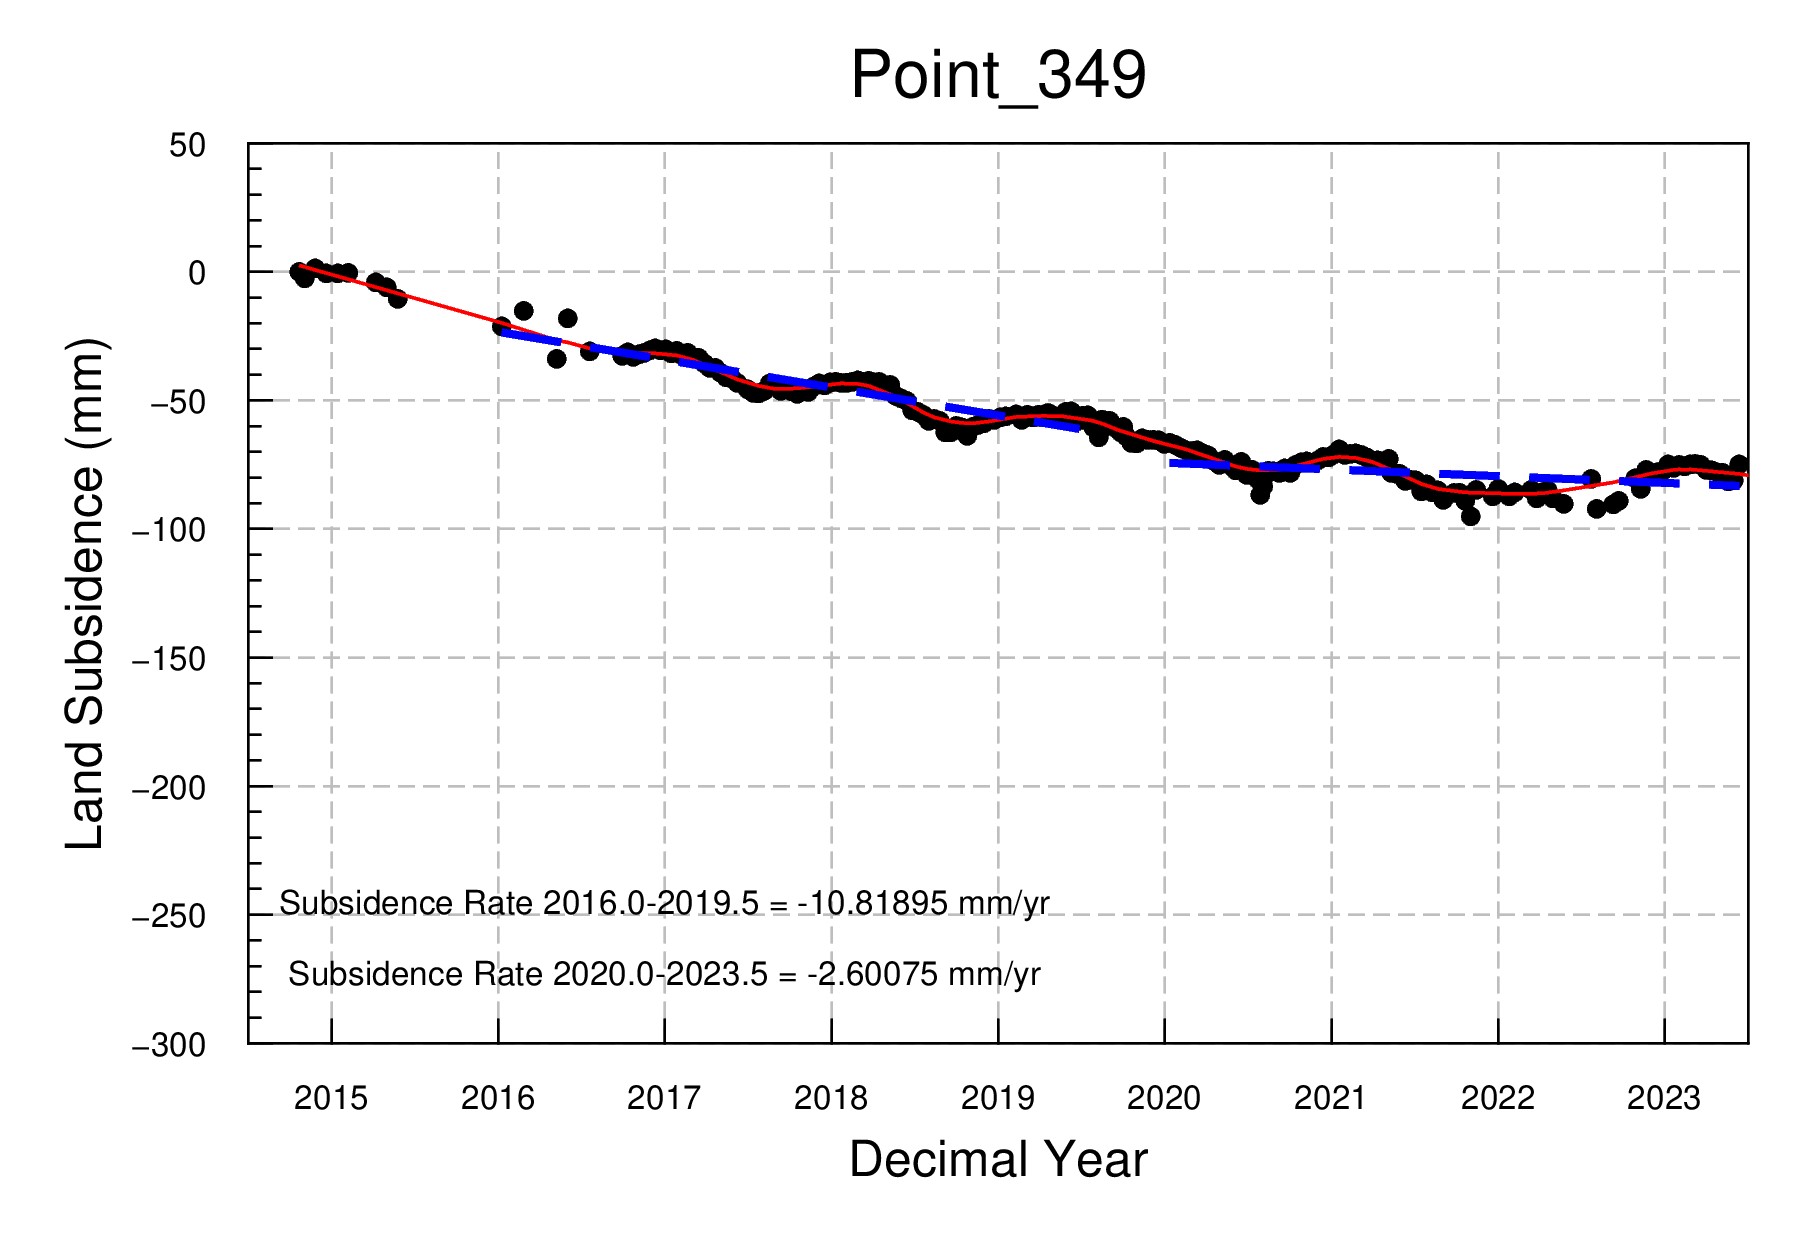 Point_349
50
0
−50
−100
−150
−200
−250
−300
Land Subsidence (mm)
Subsidence Rate 2016.0-2019.5 = -10.81895 mm/yr
Subsidence Rate 2020.0-2023.5 = -2.60075 mm/yr
2015 2016 2017 2018 2019 2020 2021 2022 2023
Decimal Year